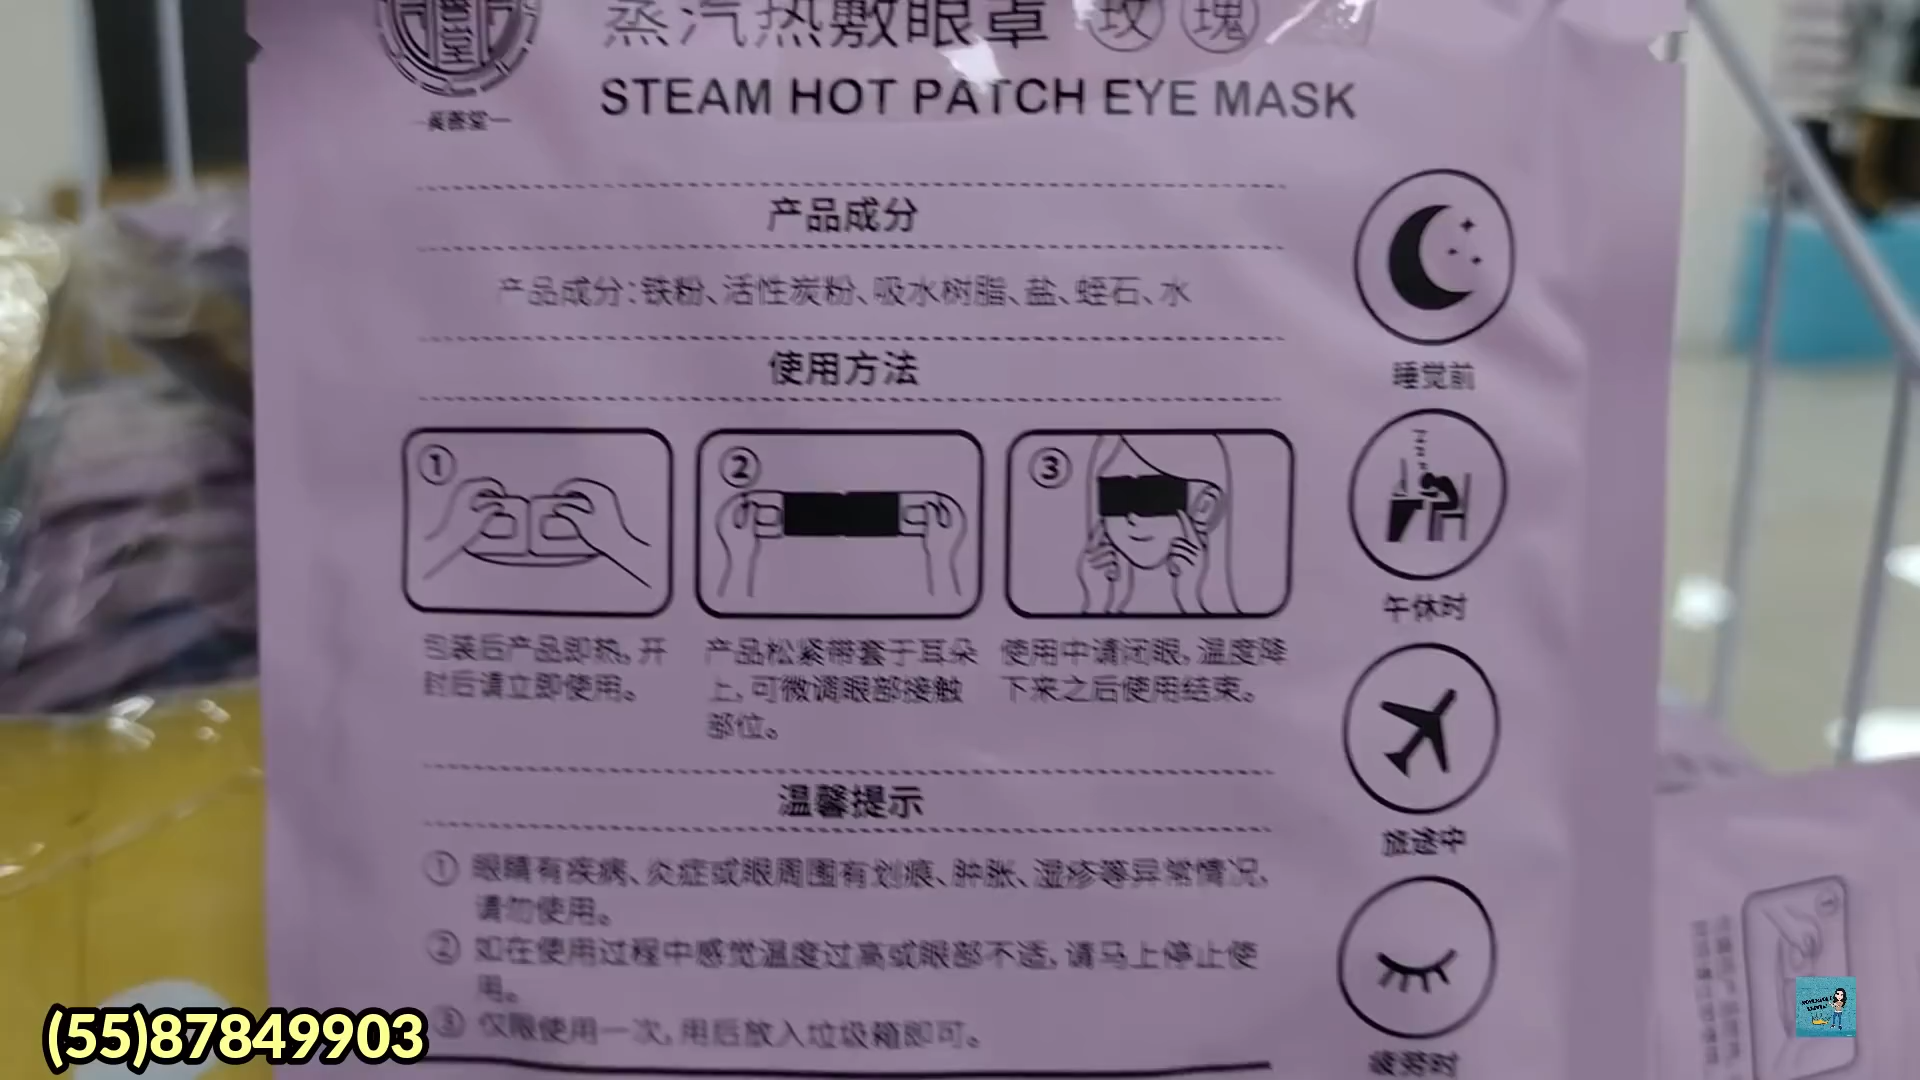 蒸汽热敷眼罩 玫 瑰
STEAM HOT PATCH EYE MASK
产品成分
产品成分:铁粉、活性炭粉、吸水树脂、盐、蛭石、水
使用方法
① ② ③
包装后产品即热,开
封后请立即使用。
产品松紧带套于耳朵
上,可微调眼部接触
部位。
使用中请闭眼,温度降
下来之后使用结束。
温馨提示
① 眼睛有疾病、炎症或眼周围有划痕、肿胀、湿疹等异常情况,
请勿使用。
② 如在使用过程中感觉温度过高或眼部不适,请马上停止使
用。
③ 仅限使用一次,用后放入垃圾箱即可。
睡觉前
午休时
旅途中
疲劳时
(55)87849903